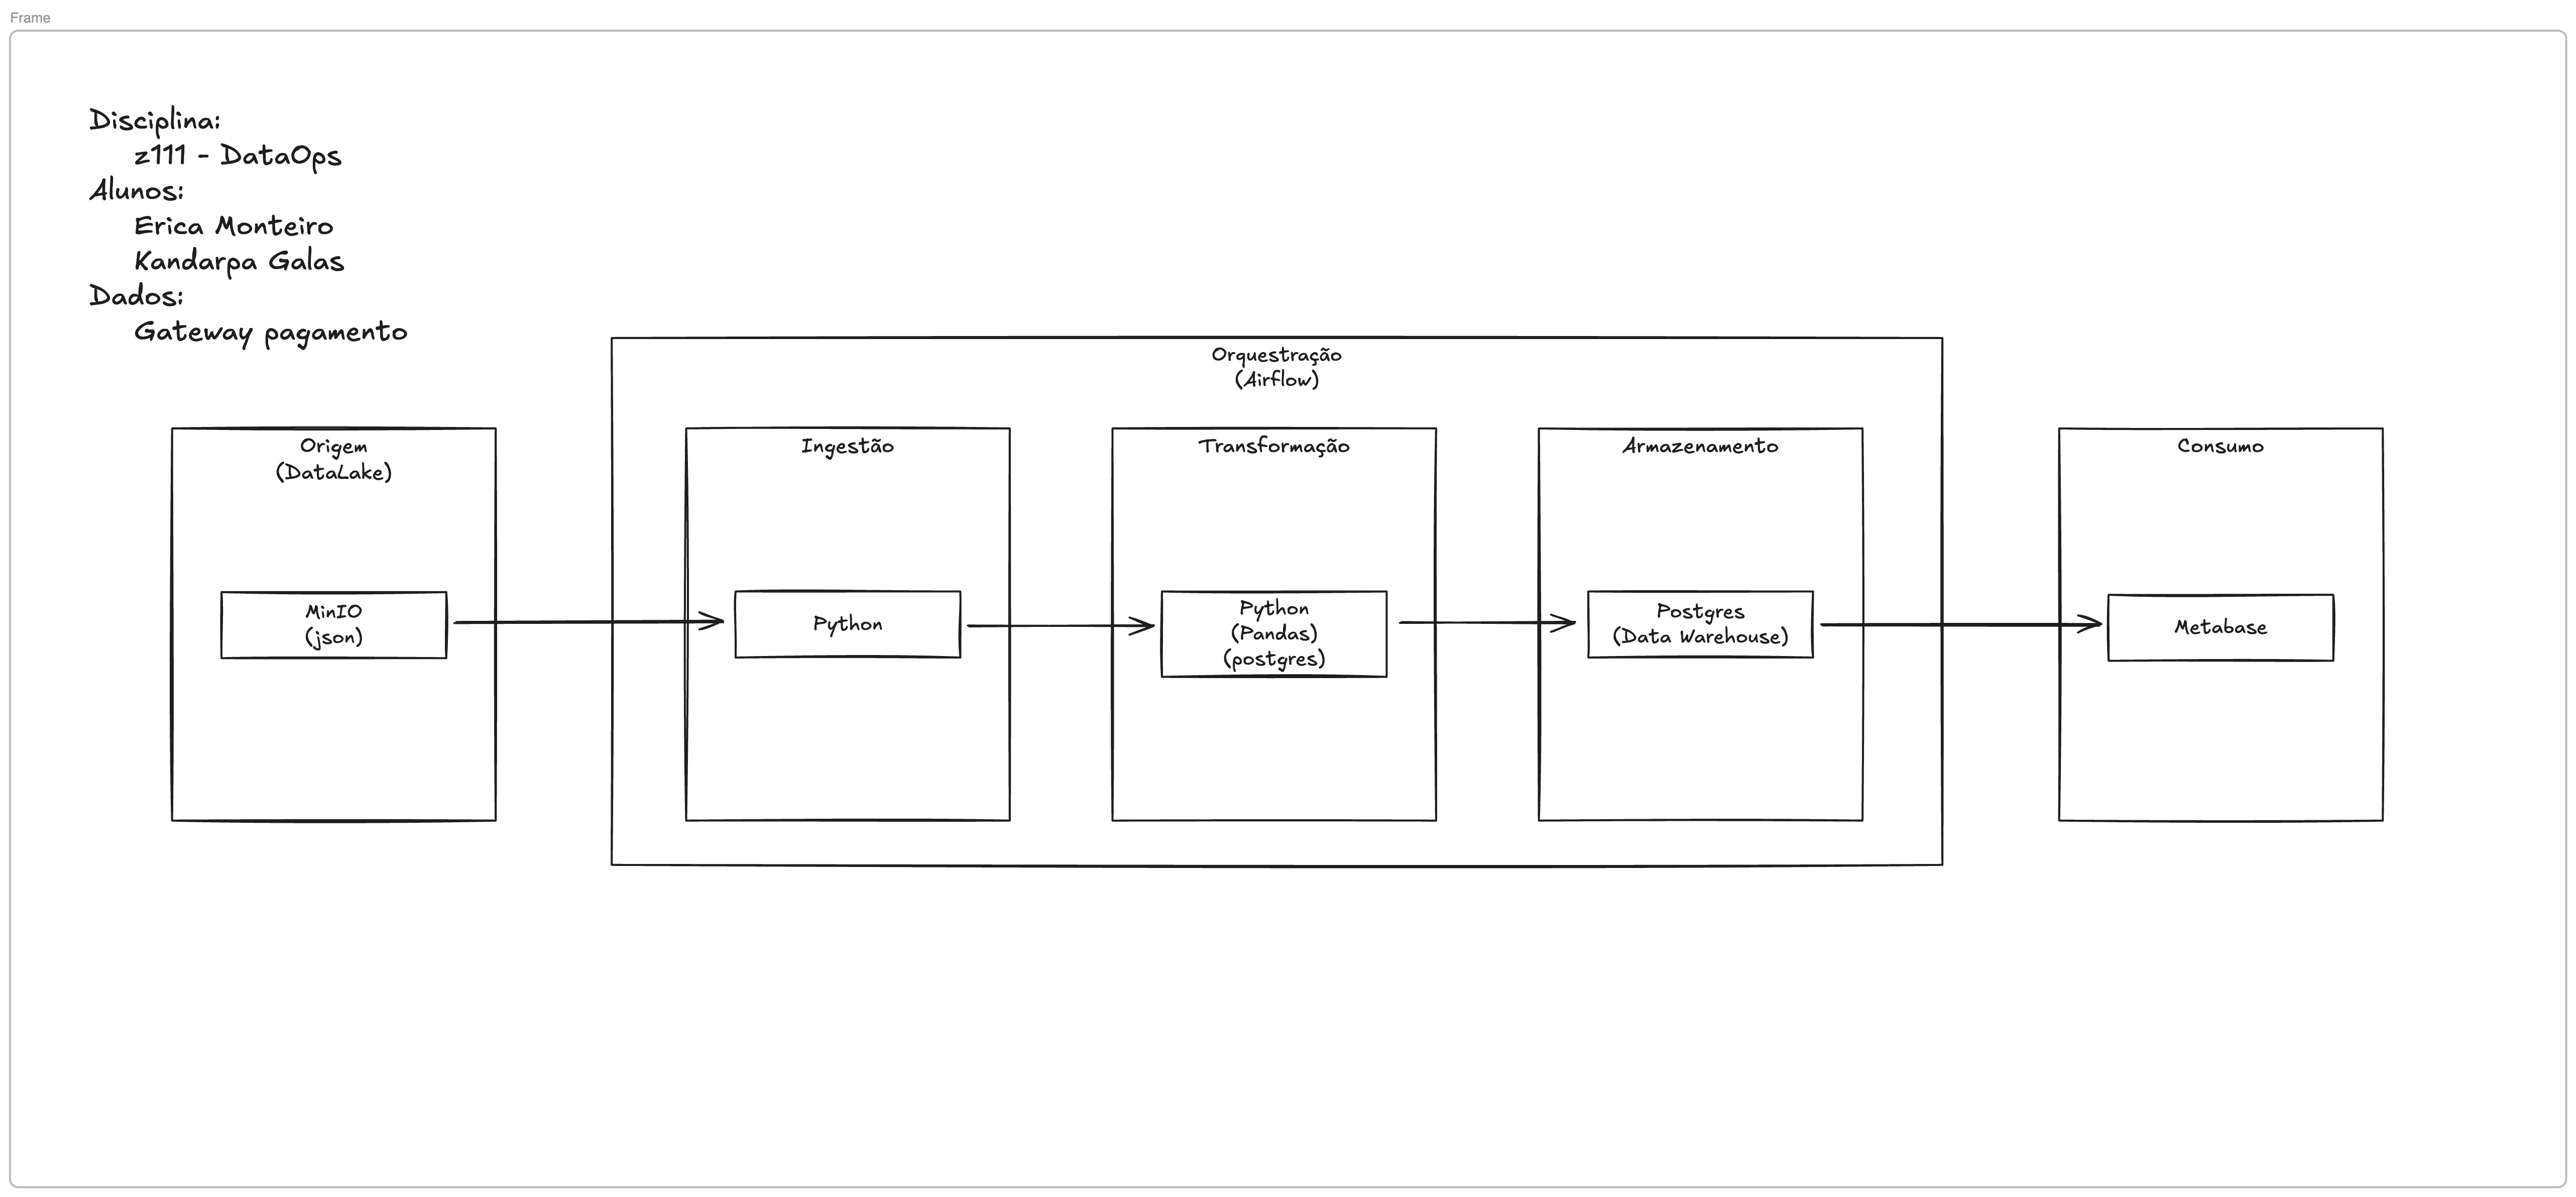 Frame
Disciplina:
z111 - DataOps
Alunos:
Erica Monteiro
Kandarpa Galas
Dados:
Gateway pagamento
Orquestração
(Airflow)
Origem
(DataLake)
MinIO
(json)
Ingestão
Python
Transformação
Python
(Pandas)
(postgres)
Armazenamento
Postgres
(Data Warehouse)
Consumo
Metabase